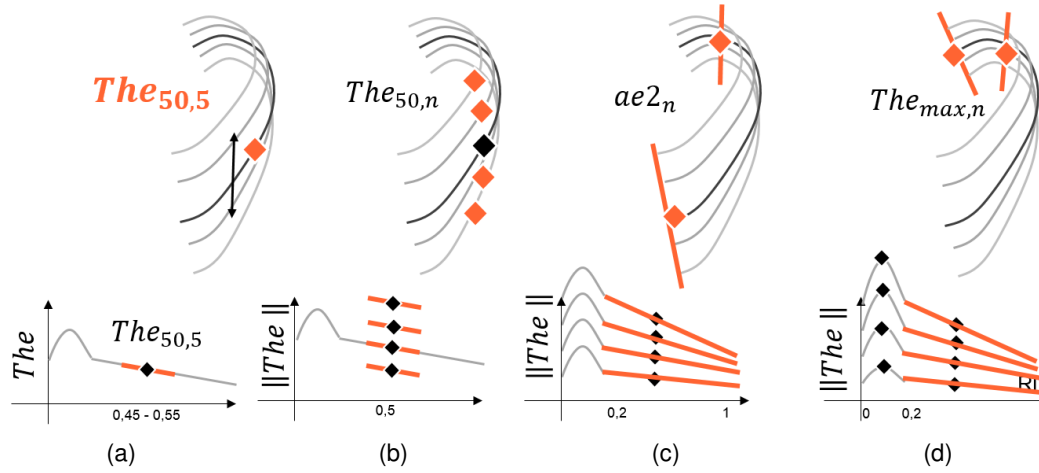 The50,5
The50,n
ae2n
Themax,n
The
The50,5
0,45 - 0,55
||The ||
0,5
||The ||
0,2
1
||The ||
RI
0
0,2
(a)
(b)
(c)
(d)